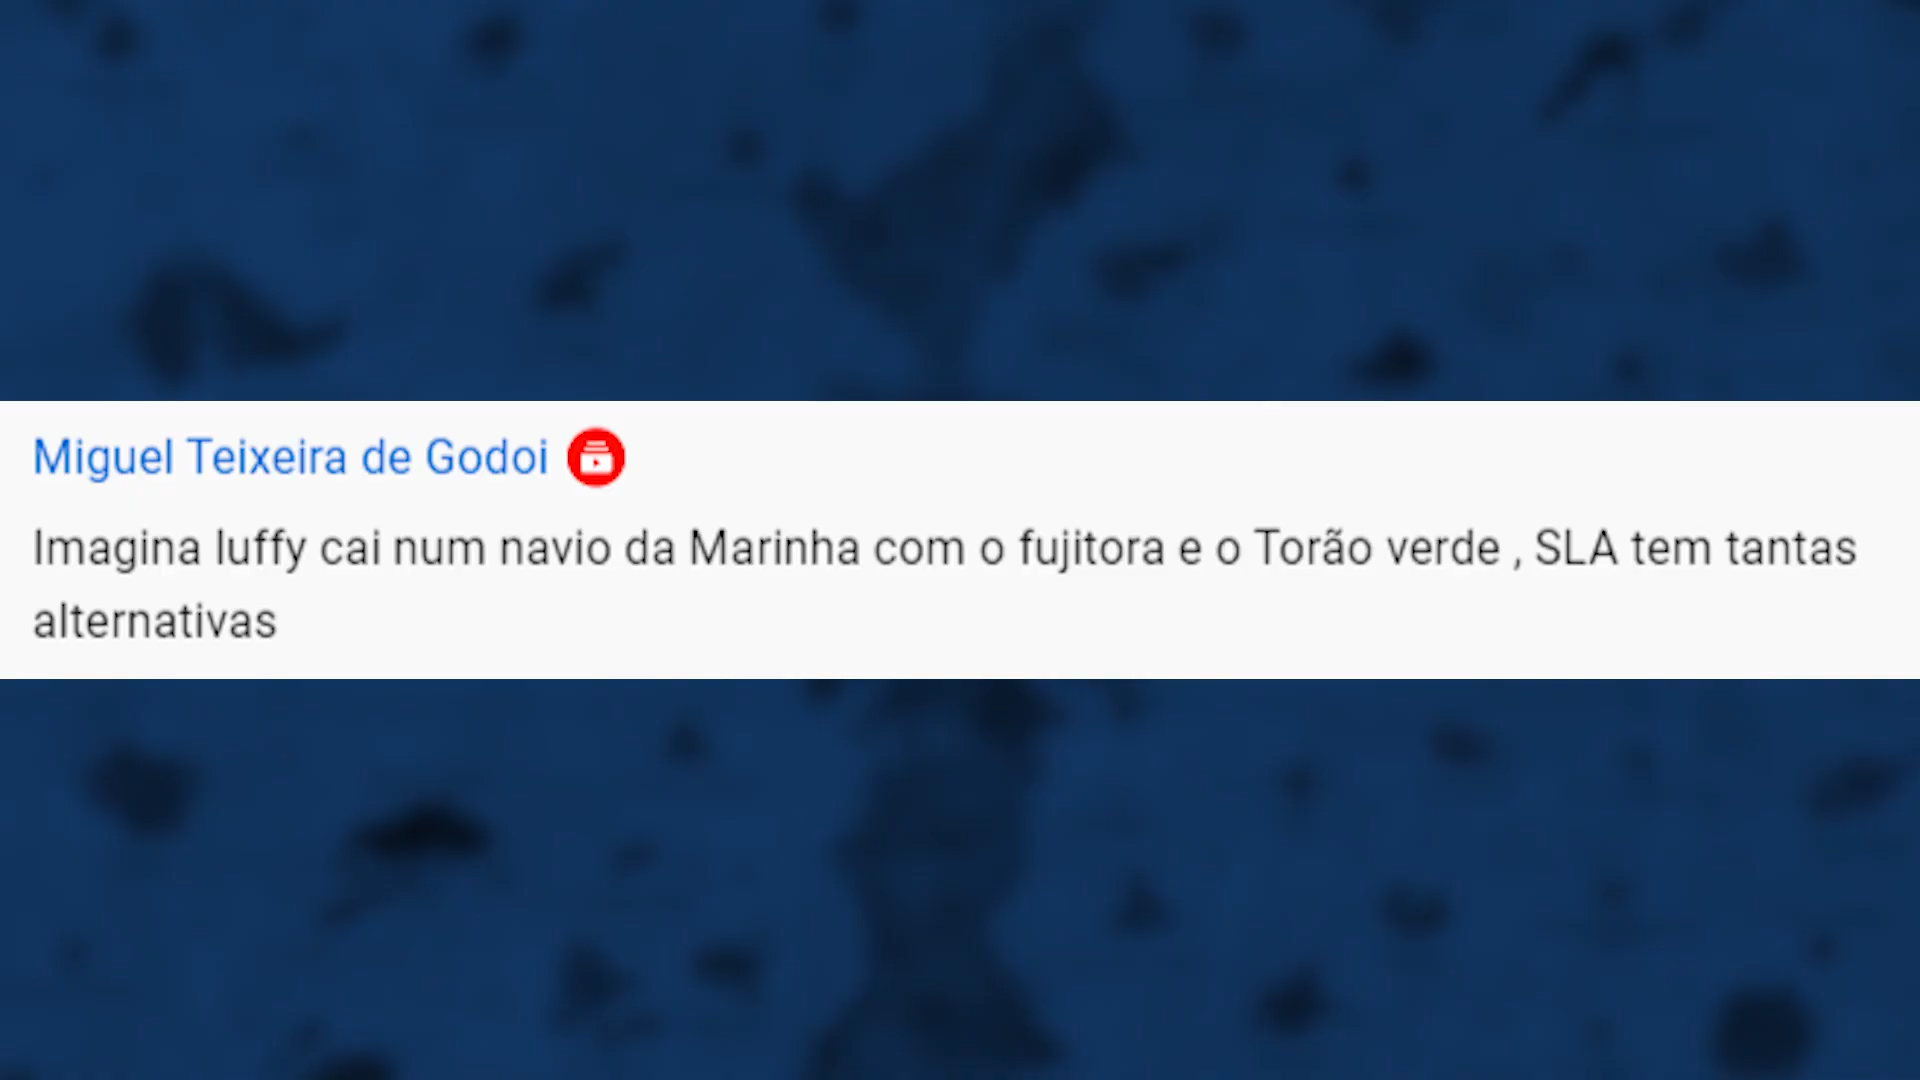 Miguel Teixeira de Godoi
Imagina luffy cai num navio da Marinha com o fujitora e o Torão verde , SLA tem tantas
alternativas